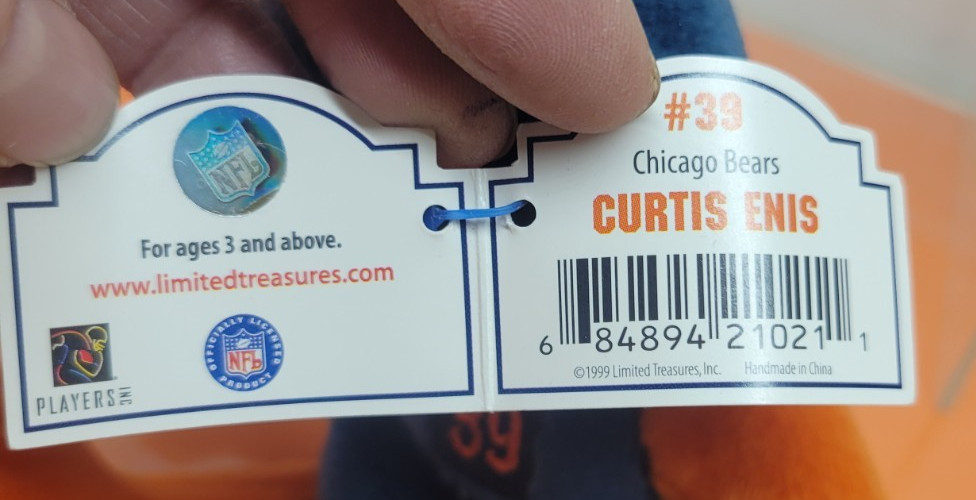 NFL
For ages 3 and above.
www.limitedtreasures.com
PLAYERS INC
OFFICIALLY LICENSED
NFL
PRODUCT
#39
Chicago Bears
CURTIS ENIS
6 84894 21021 1
©1999 Limited Treasures, Inc. Handmade in China
39